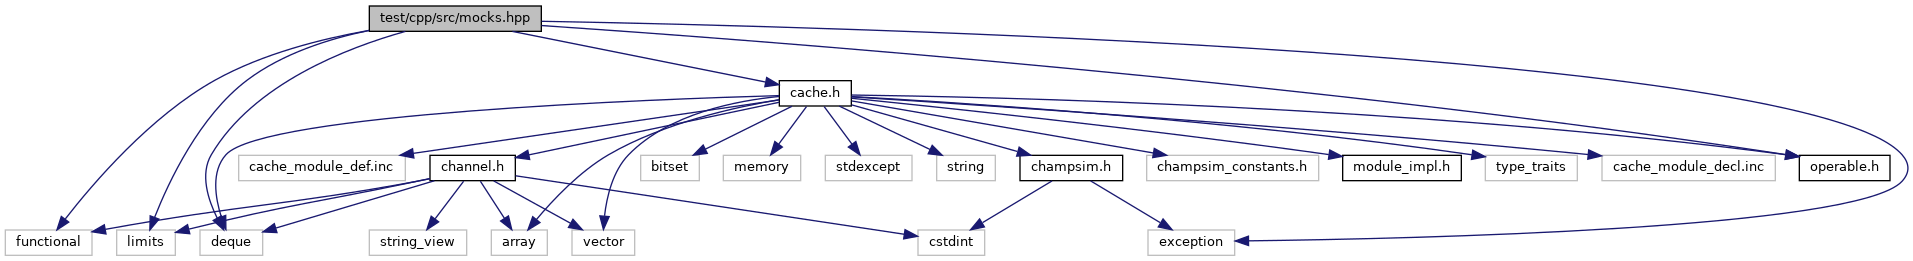 test/cpp/src/mocks.hpp
cache.h
cache_module_def.inc
channel.h
bitset
memory
stdexcept
string
champsim.h
champsim_constants.h
module_impl.h
type_traits
cache_module_decl.inc
operable.h
functional
limits
deque
string_view
array
vector
cstdint
exception